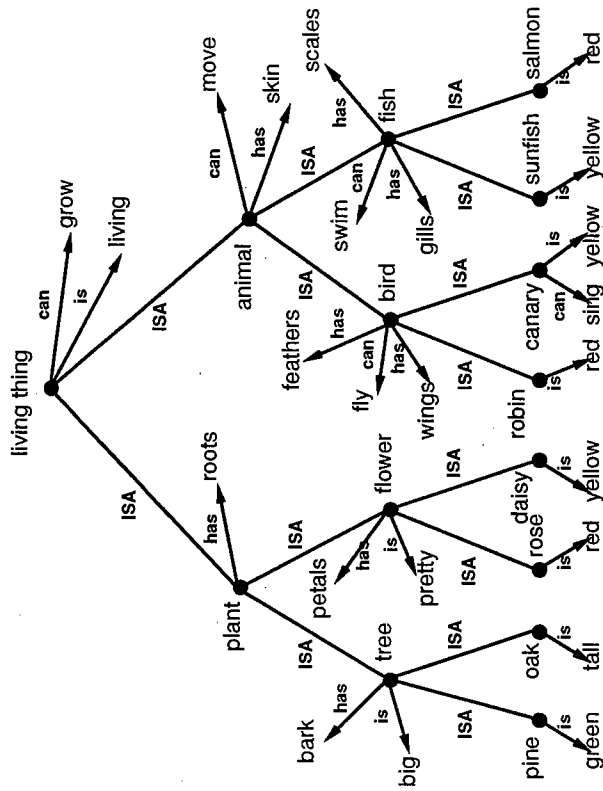 living thing
can
grow
is
living
ISA
ISA
plant
has
roots
animal
can
move
has
skin
ISA
ISA
ISA
ISA
tree
has
bark
is
big
flower
has
petals
is
pretty
bird
has
feathers
can
fly
has
wings
fish
has
scales
can
swim
has
gills
ISA
ISA
ISA
ISA
ISA
ISA
ISA
ISA
pine
is
green
oak
is
tall
rose
is
red
daisy
is
yellow
robin
is
red
canary
can
sing
is
yellow
sunfish
is
yellow
salmon
is
red